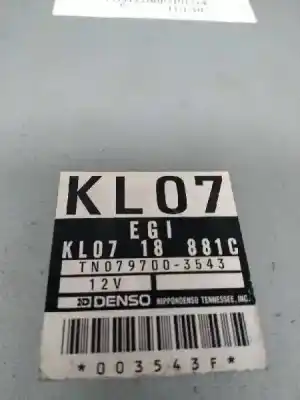 KL07
EGI
KL07 18 881C
TN079700-3543
12V
DENSO NIPPONDENSO TENNESSEE, INC.
*003543F*